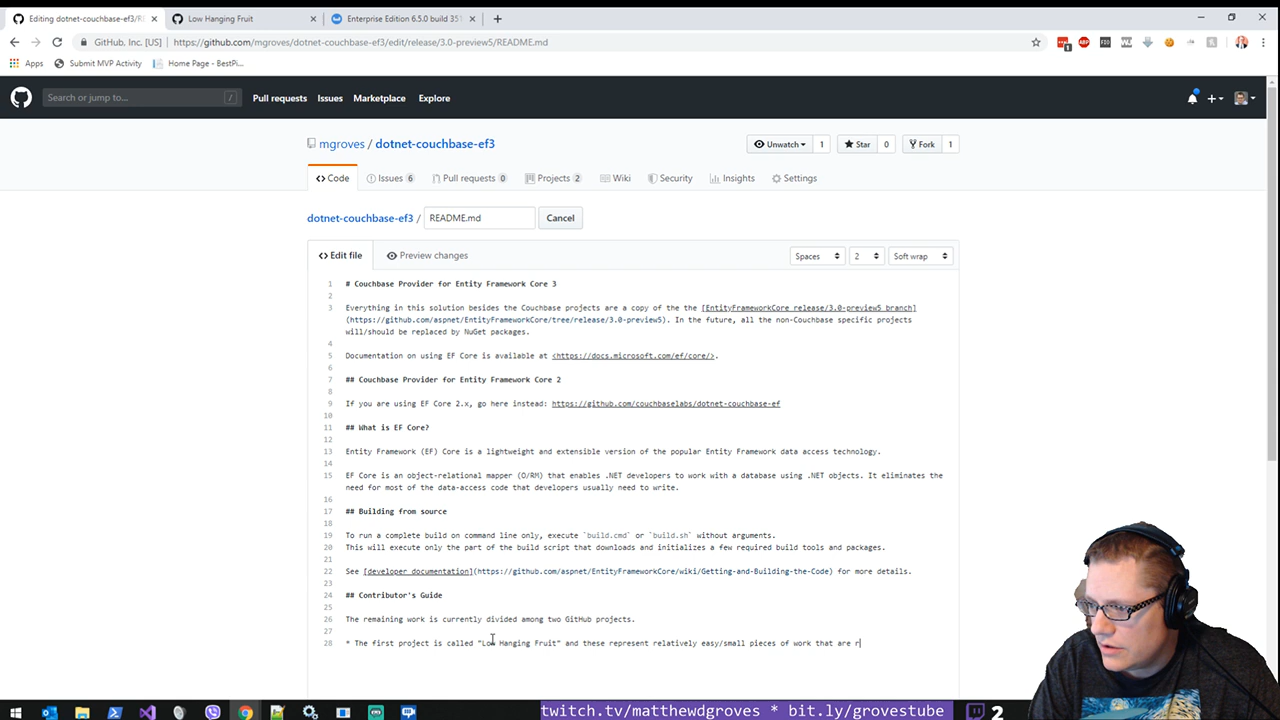 Editing dotnet-couchbase-ef3/RE
Low Hanging Fruit
Enterprise Edition 6.5.0 build 351
GitHub, Inc. [US]
https://github.com/mgroves/dotnet-couchbase-ef3/edit/release/3.0-preview5/README.md
Apps
Submit MVP Activity
Home Page - BestPi...
Search or jump to...
/
Pull requests
Issues
Marketplace
Explore
mgroves / dotnet-couchbase-ef3
Unwatch 1
Star 0
Fork 1
<> Code
Issues 6
Pull requests 0
Projects 2
Wiki
Security
Insights
Settings
dotnet-couchbase-ef3 / README.md
Cancel
<> Edit file
Preview changes
Spaces
2
Soft wrap
1 # Couchbase Provider for Entity Framework Core 3
2
3 Everything in this solution besides the Couchbase projects are a copy of the the [EntityFrameworkCore release/3.0-preview5 branch]
(https://github.com/aspnet/EntityFrameworkCore/tree/release/3.0-preview5). In the future, all the non-Couchbase specific projects
will/should be replaced by NuGet packages.
4
5 Documentation on using EF Core is available at <https://docs.microsoft.com/ef/core/>.
6
7 ## Couchbase Provider for Entity Framework Core 2
8
9 If you are using EF Core 2.x, go here instead: https://github.com/couchbaselabs/dotnet-couchbase-ef
10
11 ## What is EF Core?
12
13 Entity Framework (EF) Core is a lightweight and extensible version of the popular Entity Framework data access technology.
14
15 EF Core is an object-relational mapper (O/RM) that enables .NET developers to work with a database using .NET objects. It eliminates the
need for most of the data-access code that developers usually need to write.
16
17 ## Building from source
18
19 To run a complete build on command line only, execute `build.cmd` or `build.sh` without arguments.
20 This will execute only the part of the build script that downloads and initializes a few required build tools and packages.
21
22 See [developer documentation](https://github.com/aspnet/EntityFrameworkCore/wiki/Getting-and-Building-the-Code) for more details.
23
24 ## Contributor's Guide
25
26 The remaining work is currently divided among two GitHub projects.
27
28 * The first project is called "Low Hanging Fruit" and these represent relatively easy/small pieces of work that are r
twitch.tv/matthewdgroves * bit.ly/grovestube
2